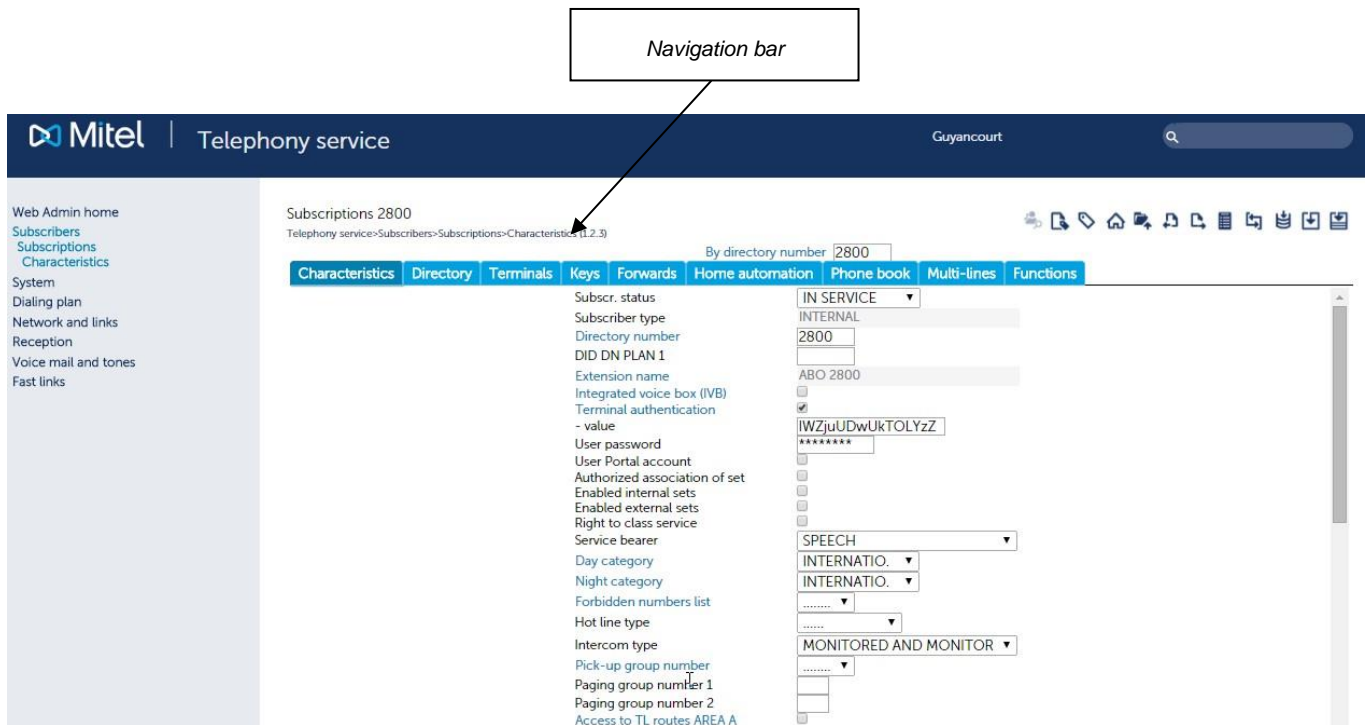 Navigation bar
Mitel | Telephony service Guyancourt
Web Admin home
Subscribers
Subscriptions
Characteristics
System
Dialing plan
Network and links
Reception
Voice mail and tones
Fast links
Subscriptions 2800
Telephony service>Subscribers>Subscriptions>Characteristics (1.2.3)
By directory number 2800
Characteristics Directory Terminals Keys Forwards Home automation Phone book Multi-lines Functions
Subscr. status IN SERVICE
Subscriber type INTERNAL
Directory number 2800
DID DN PLAN 1
Extension name ABO 2800
Integrated voice box (IVB)
Terminal authentication
- value IWZjuUDwUkTOLYzZ
User password ********
User Portal account
Authorized association of set
Enabled internal sets
Enabled external sets
Right to class service
Service bearer SPEECH
Day category INTERNATIO.
Night category INTERNATIO.
Forbidden numbers list ........
Hot line type ......
Intercom type MONITORED AND MONITOR
Pick-up group number ........
Paging group number 1
Paging group number 2
Access to TL routes AREA A